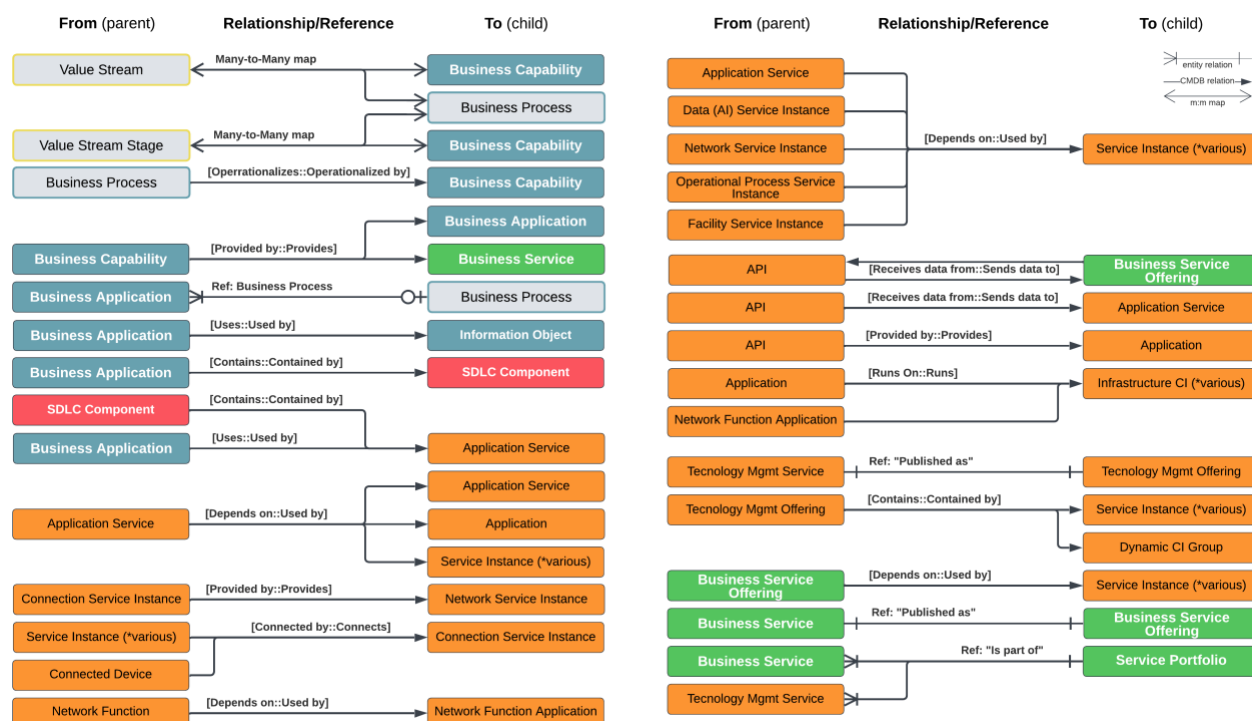 From (parent)
Relationship/Reference
To (child)
Value Stream
Many-to-Many map
Business Capability
Business Process
Value Stream Stage
Many-to-Many map
Business Capability
Business Process
[Operrationalizes::Operationalized by]
Business Capability
Business Application
Business Capability
[Provided by::Provides]
Business Service
Business Application
Ref: Business Process
Business Process
Business Application
[Uses::Used by]
Information Object
Business Application
[Contains::Contained by]
SDLC Component
SDLC Component
[Contains::Contained by]
Business Application
[Uses::Used by]
Application Service
Application Service
Application Service
[Depends on::Used by]
Application
Service Instance (*various)
Connection Service Instance
[Provided by::Provides]
Network Service Instance
Service Instance (*various)
[Connected by::Connects]
Connection Service Instance
Connected Device
Network Function
[Depends on::Used by]
Network Function Application
From (parent)
Relationship/Reference
To (child)
entity relation
CMDB relation
m:m map
Application Service
Data (AI) Service Instance
Network Service Instance
[Depends on::Used by]
Service Instance (*various)
Operational Process Service
Instance
Facility Service Instance
API
[Receives data from::Sends data to]
Business Service
Offering
API
[Receives data from::Sends data to]
Application Service
API
[Provided by::Provides]
Application
Application
[Runs On::Runs]
Infrastructure CI (*various)
Network Function Application
Tecnology Mgmt Service
Ref: "Published as"
Tecnology Mgmt Offering
Tecnology Mgmt Offering
[Contains::Contained by]
Service Instance (*various)
Dynamic CI Group
Business Service
Offering
[Depends on::Used by]
Service Instance (*various)
Business Service
Ref: "Published as"
Business Service
Offering
Business Service
Ref: "Is part of"
Service Portfolio
Tecnology Mgmt Service